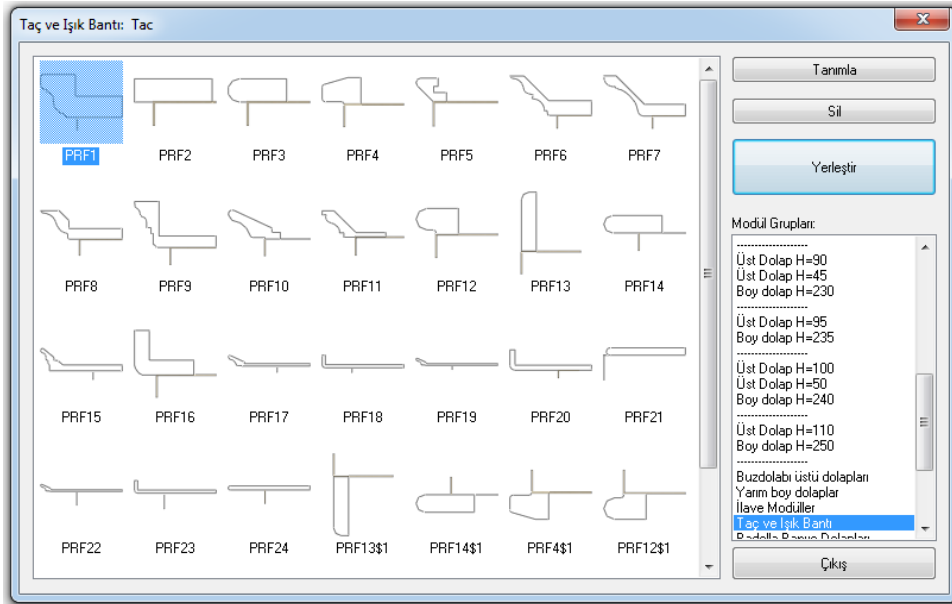 Taç ve Işık Bantı: Tac
PRF1 PRF2 PRF3 PRF4 PRF5 PRF6 PRF7
PRF8 PRF9 PRF10 PRF11 PRF12 PRF13 PRF14
PRF15 PRF16 PRF17 PRF18 PRF19 PRF20 PRF21
PRF22 PRF23 PRF24 PRF13$1 PRF14$1 PRF4$1 PRF12$1
Tanımla
Sil
Yerleştir
Modül Grupları:
--------------------
Üst Dolap H=90
Üst Dolap H=45
Boy dolap H=230
--------------------
Üst Dolap H=95
Boy dolap H=235
--------------------
Üst Dolap H=100
Üst Dolap H=50
Boy dolap H=240
--------------------
Üst Dolap H=110
Boy dolap H=250
--------------------
Buzdolabı üstü dolapları
Yarım boy dolaplar
İlave Modüller
Taç ve Işik Bantı
Çıkış